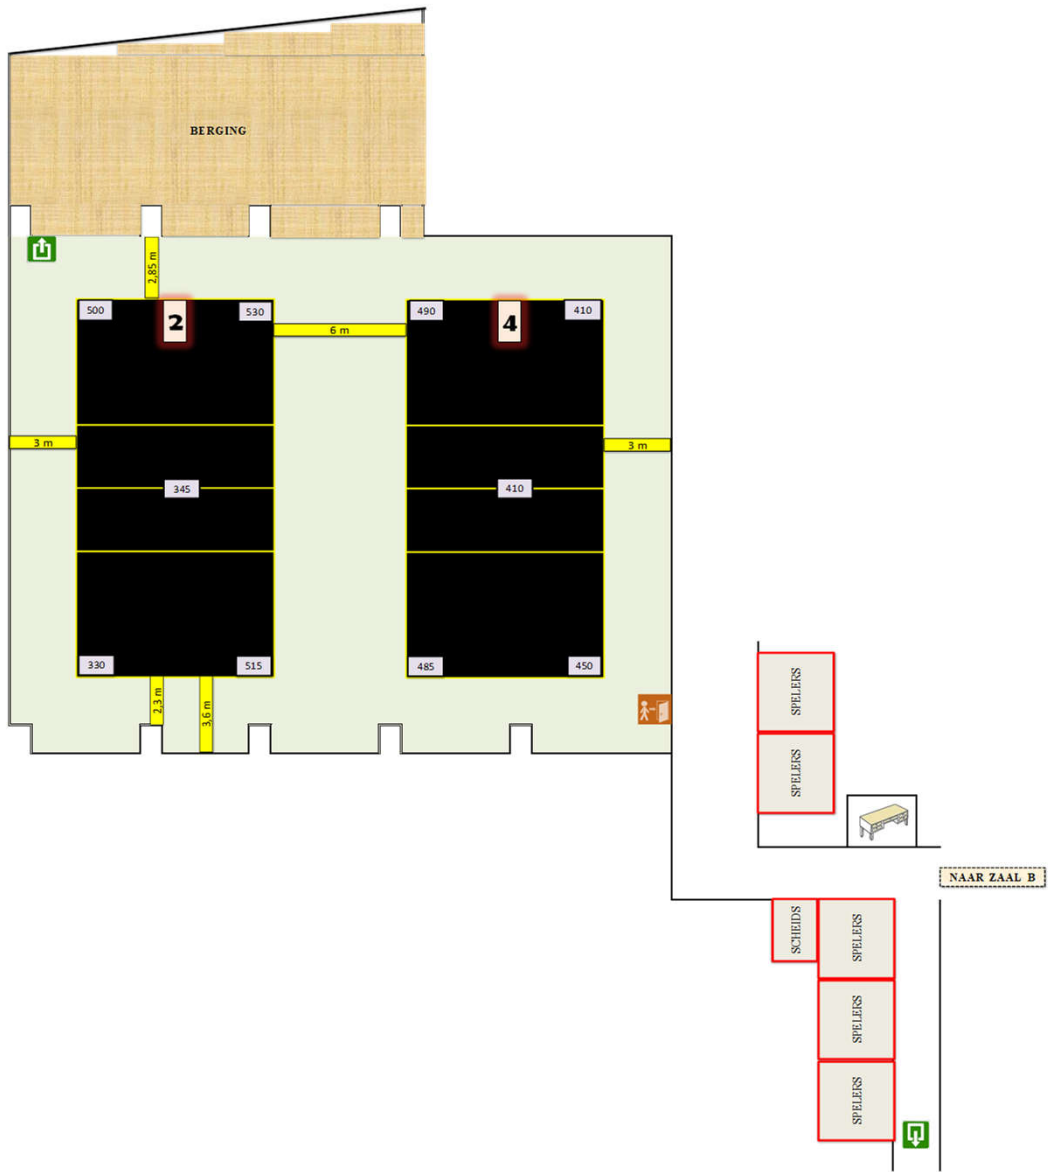 BERGING
2,85 m
500
530
490
410
2
4
6 m
3 m
3 m
345
410
330
515
485
450
2,3 m
3,6 m
SPELERS
SPELERS
NAAR ZAAL B
SCHEIDS
SPELERS
SPELERS
SPELERS